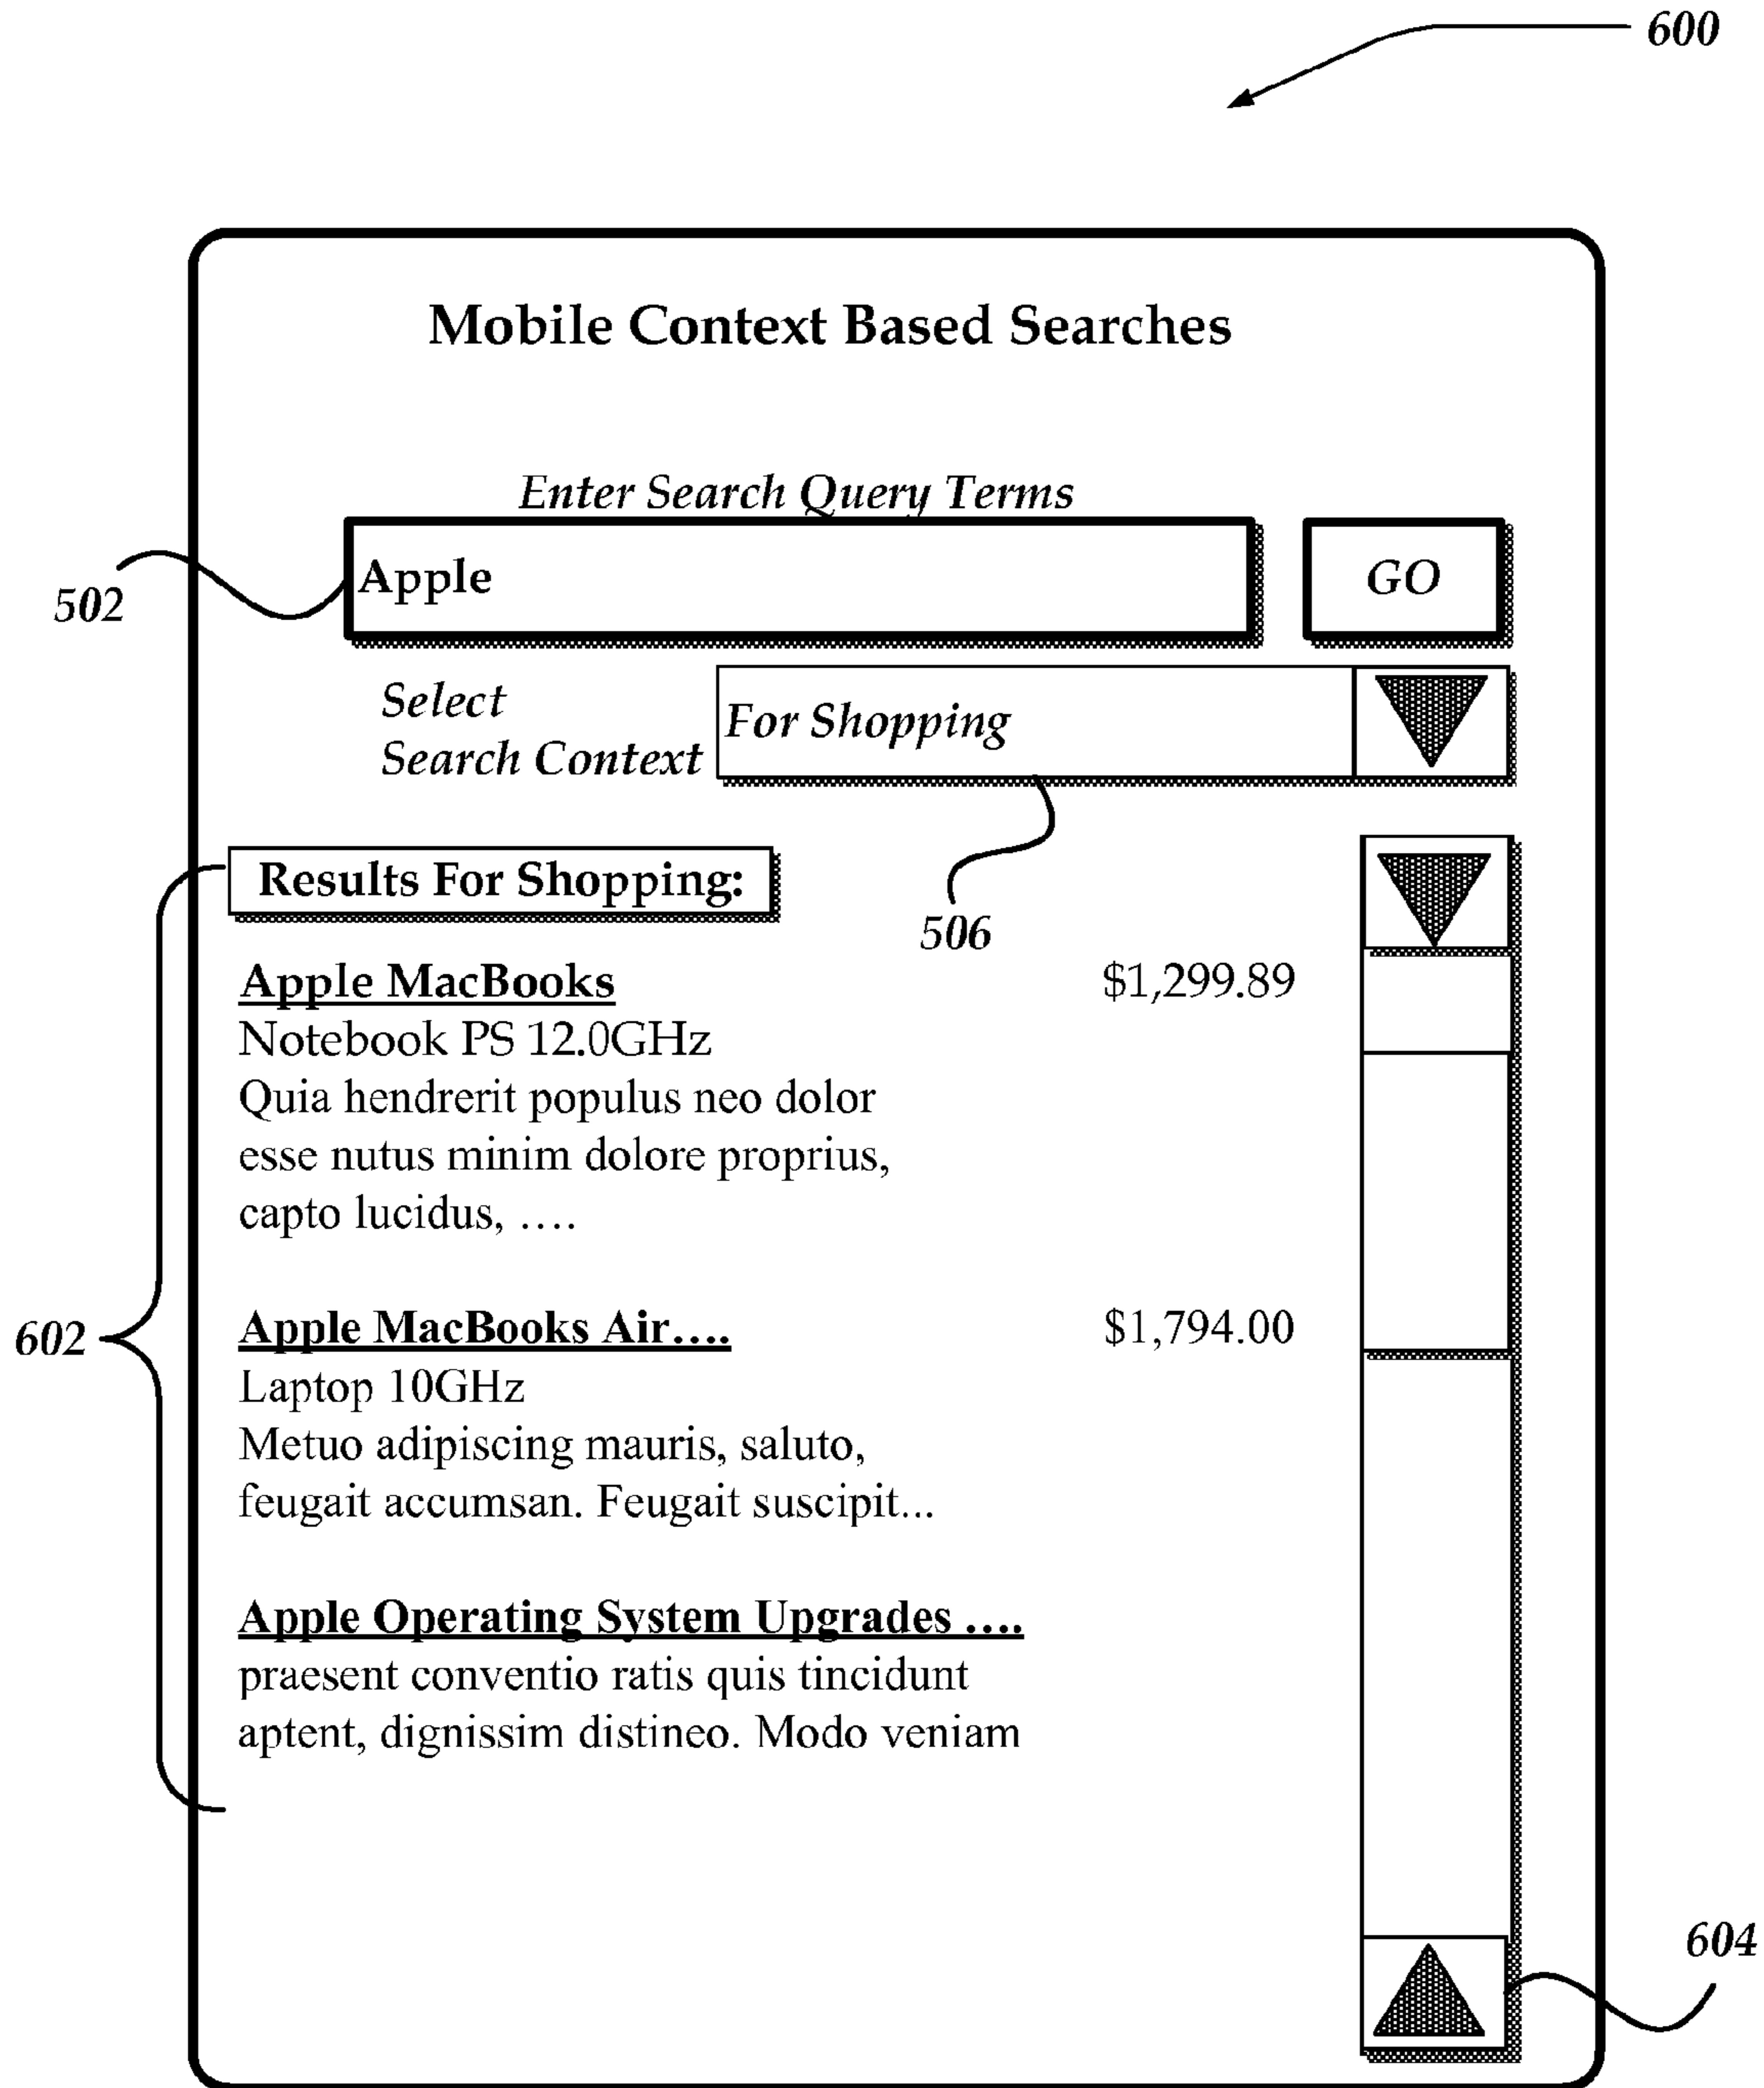 600
Mobile Context Based Searches
Enter Search Query Terms
Apple
GO
502
Select
Search Context
For Shopping
Results For Shopping:
506
Apple MacBooks $1,299.89
Notebook PS 12.0GHz
Quia hendrerit populus neo dolor
esse nutus minim dolore proprius,
capto lucidus, ....
602
Apple MacBooks Air.... $1,794.00
Laptop 10GHz
Metuo adipiscing mauris, saluto,
feugait accumsan. Feugait suscipit...
Apple Operating System Upgrades ....
praesent conventio ratis quis tincidunt
aptent, dignissim distineo. Modo veniam
604